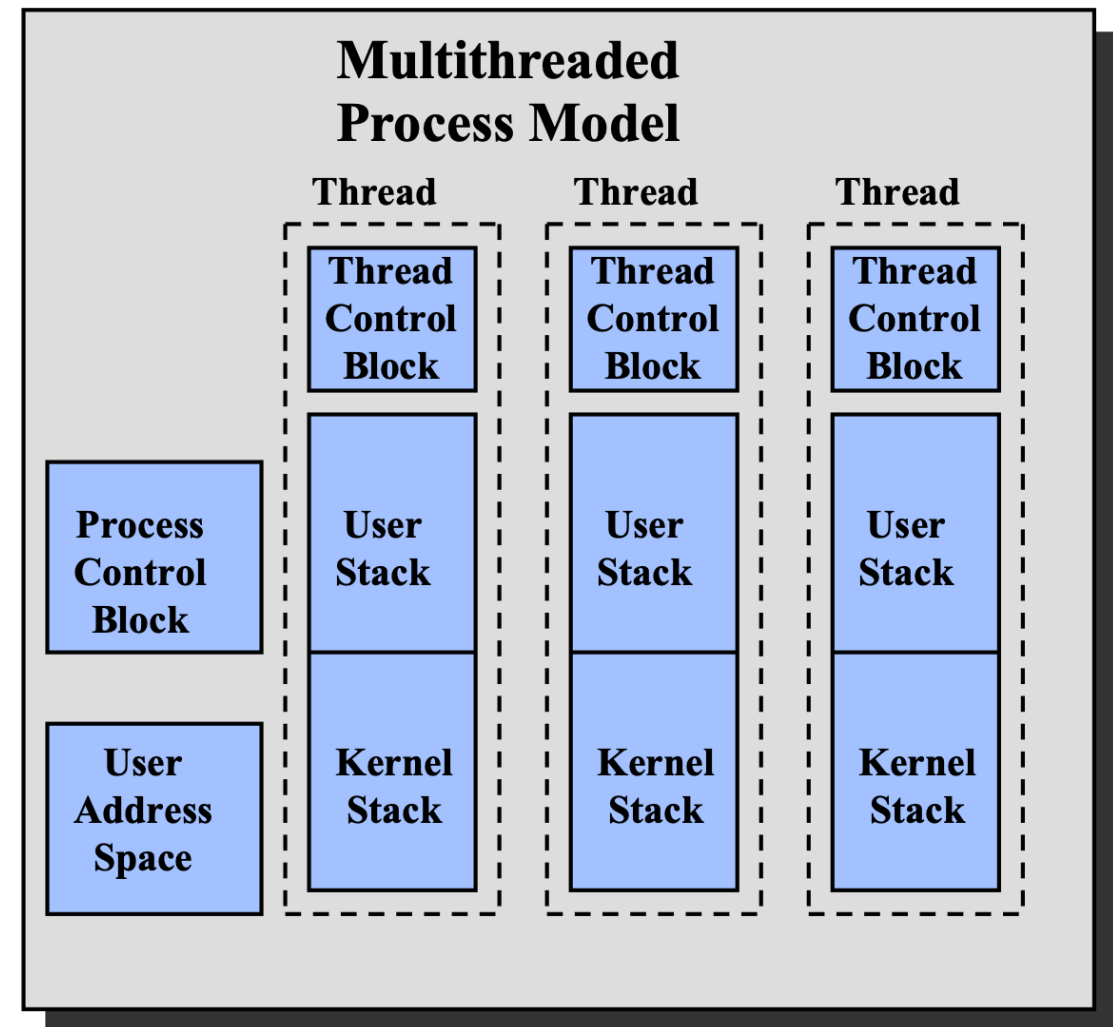 Multithreaded
Process Model
Thread
Thread
Thread
Thread
Control
Block
Thread
Control
Block
Thread
Control
Block
Process
Control
Block
User
Stack
User
Stack
User
Stack
User
Address
Space
Kernel
Stack
Kernel
Stack
Kernel
Stack